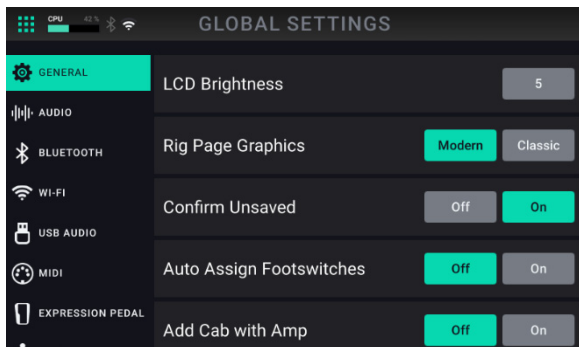 CPU 42 % GLOBAL SETTINGS
GENERAL
LCD Brightness 5
AUDIO
Rig Page Graphics Modern Classic
BLUETOOTH
WI-FI
Confirm Unsaved Off On
USB AUDIO
MIDI
Auto Assign Footswitches Off On
EXPRESSION PEDAL
Add Cab with Amp Off On